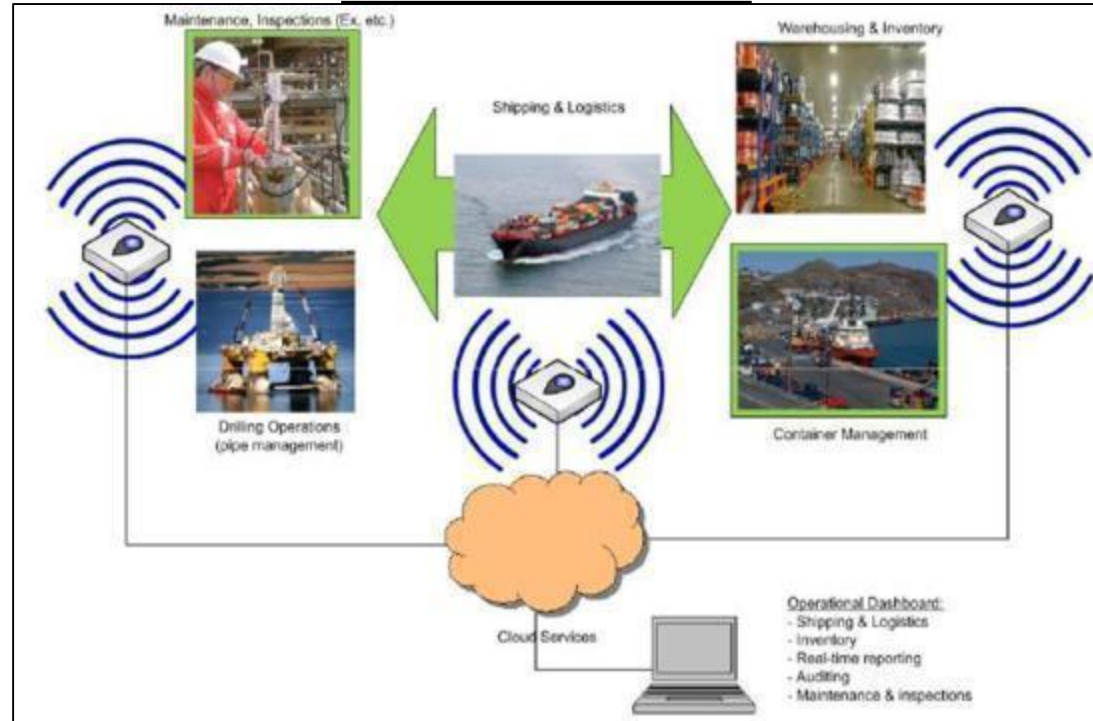 Maintenance, Inspections (Ex, etc.)
Warehousing & Inventory
Shipping & Logistics
Drilling Operations
(pipe management)
Container Management
Cloud Services
Operational Dashboard:
- Shipping & Logistics
- Inventory
- Real-time reporting
- Auditing
- Maintenance & inspections